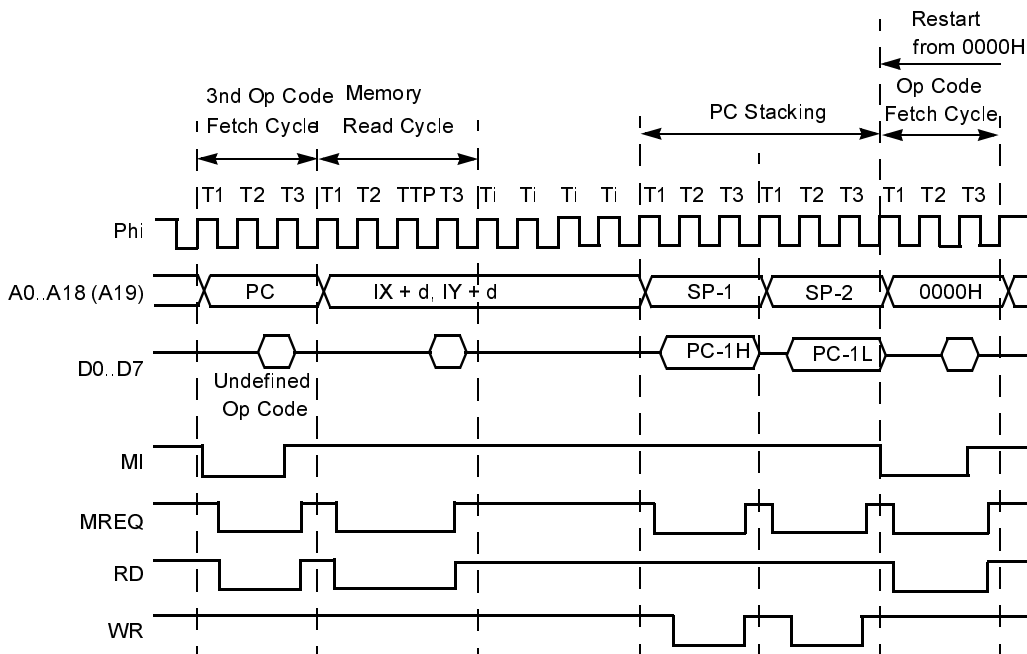 Restart
from 0000H
3nd Op Code
Fetch Cycle
Memory
Read Cycle
PC Stacking
Op Code
Fetch Cycle
T1 T2 T3 T1 T2 TTP T3 Ti Ti Ti Ti T1 T2 T3 T1 T2 T3 T1 T2 T3
Phi
A0..A18 (A19) PC IX + d, IY + d SP-1 SP-2 0000H
D0..D7 PC-1H PC-1L
Undefined
Op Code
MI
MREQ
RD
WR